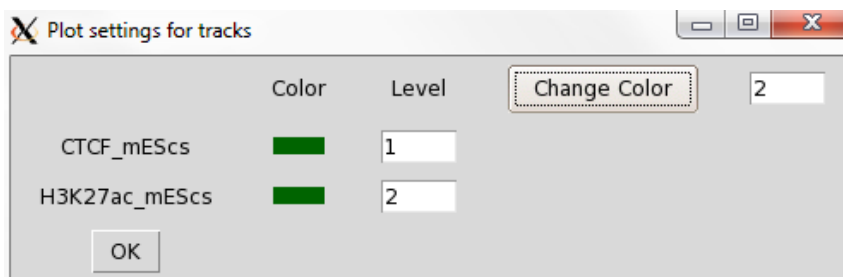 Plot settings for tracks
Color Level Change Color 2
CTCF_mEScs 1
H3K27ac_mEScs 2
OK